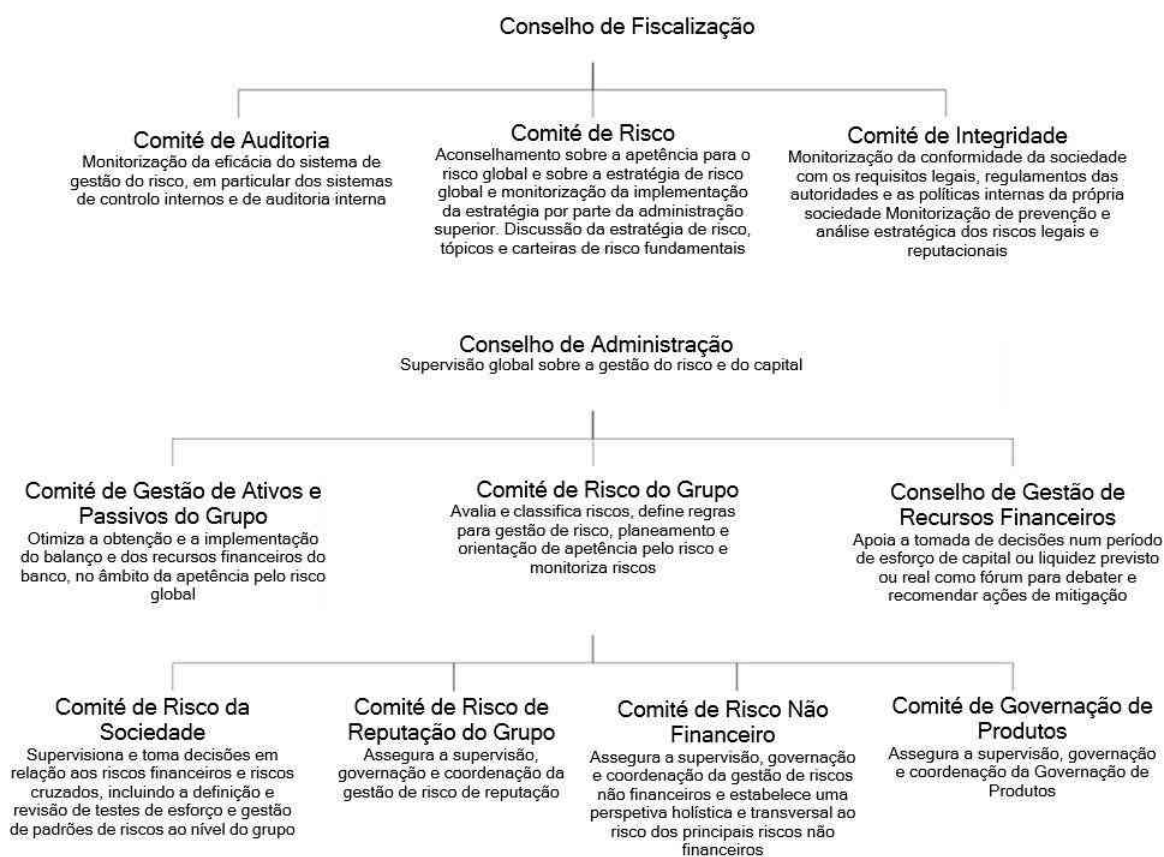 Conselho de Fiscalização
Comité de Auditoria
Monitorização da eficácia do sistema de
gestão do risco, em particular dos sistemas
de controlo internos e de auditoria interna
Comité de Risco
Aconselhamento sobre a apetência para o
risco global e sobre a estratégia de risco
global e monitorização da implementação
da estratégia por parte da administração
superior. Discussão da estratégia de risco,
tópicos e carteiras de risco fundamentais
Comité de Integridade
Monitorização da conformidade da sociedade
com os requisitos legais, regulamentos das
autoridades e as políticas internas da própria
sociedade Monitorização de prevenção e
análise estratégica dos riscos legais e
reputacionais
Conselho de Administração
Supervisão global sobre a gestão do risco e do capital
Comité de Gestão de Ativos e
Passivos do Grupo
Otimiza a obtenção e a implementação
do balanço e dos recursos financeiros do
banco, no âmbito da apetência pelo risco
global
Comité de Risco do Grupo
Avalia e classifica riscos, define regras
para gestão de risco, planeamento e
orientação de apetência pelo risco e
monitoriza riscos
Conselho de Gestão de
Recursos Financeiros
Apoia a tomada de decisões num período
de esforço de capital ou liquidez previsto
ou real como fórum para debater e
recomendar ações de mitigação
Comité de Risco da
Sociedade
Supervisiona e toma decisões em
relação aos riscos financeiros e riscos
cruzados, incluindo a definição e
revisão de testes de esforço e gestão
de padrões de riscos ao nível do grupo
Comité de Risco de
Reputação do Grupo
Assegura a supervisão,
governação e coordenação da
gestão de risco de reputação
Comité de Risco Não
Financeiro
Assegura a supervisão, governação
e coordenação da gestão de riscos
não financeiros e estabelece uma
perspetiva holística e transversal ao
risco dos principais riscos não
financeiros
Comité de Governação de
Produtos
Assegura a supervisão, governação
e coordenação da Governação de
Produtos